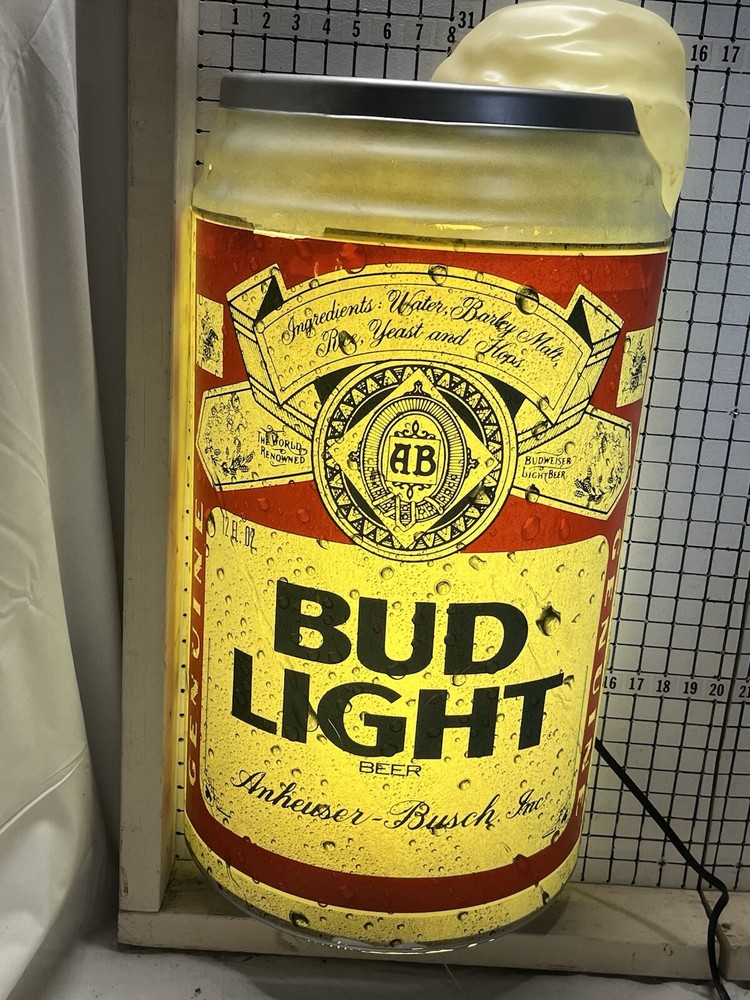 1 2 3 4 5 6 7 8 31
16 17
Ingredients: Water, Barley Malt,
Rice, Yeast and Hops
THE WORLD
RENOWNED
AB
BUDWEISER
LIGHT BEER
12 FL. OZ.
GENUINE
GENUINE
BUD
LIGHT
BEER
Anheuser-Busch, Inc.
16 17 18 19 20 21